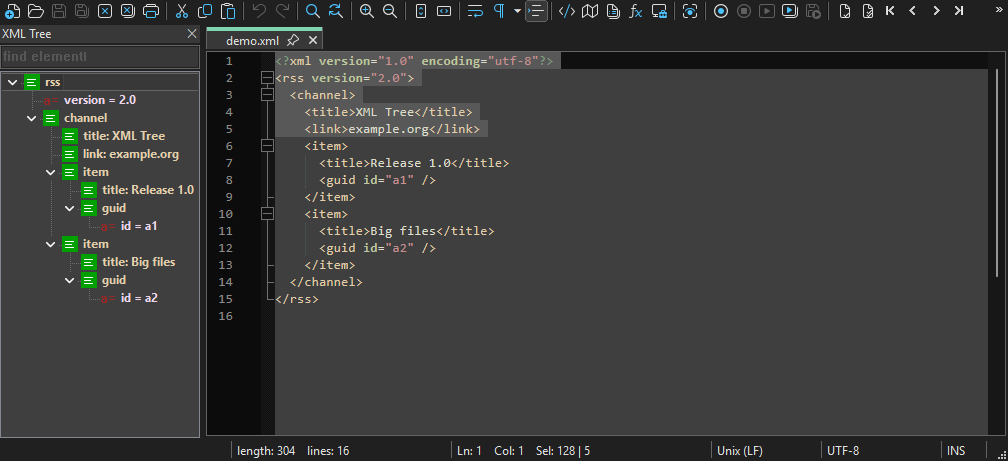 XML Tree
find element!
rss
version = 2.0
channel
title: XML Tree
link: example.org
item
title: Release 1.0
guid
id = a1
item
title: Big files
guid
id = a2
demo.xml
1 <?xml version="1.0" encoding="utf-8"?>
2 <rss version="2.0">
3 <channel>
4 <title>XML Tree</title>
5 <link>example.org</link>
6 <item>
7 <title>Release 1.0</title>
8 <guid id="a1" />
9 </item>
10 <item>
11 <title>Big files</title>
12 <guid id="a2" />
13 </item>
14 </channel>
15 </rss>
16
length: 304 lines: 16 Ln: 1 Col: 1 Sel: 128 | 5 Unix (LF) UTF-8 INS